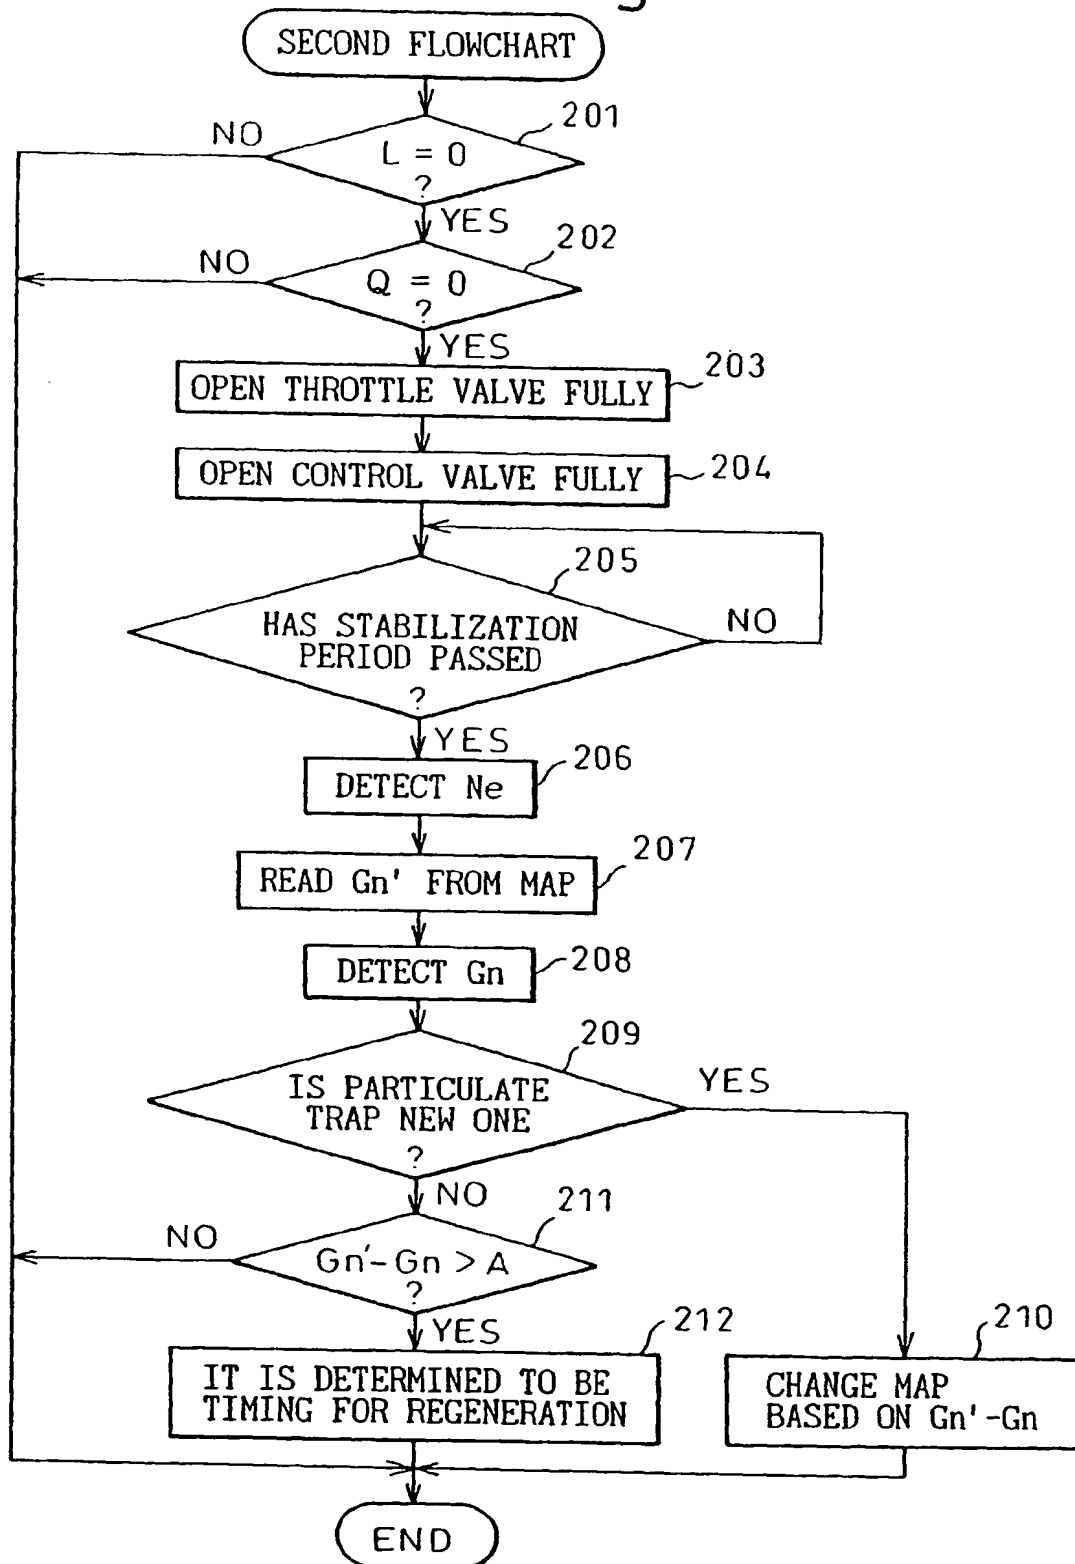 SECOND FLOWCHART
201
NO
L = 0
?
YES
202
NO
Q = 0
?
YES
203
OPEN THROTTLE VALVE FULLY
204
OPEN CONTROL VALVE FULLY
205
HAS STABILIZATION
PERIOD PASSED
?
NO
YES
206
DETECT Ne
207
READ Gn' FROM MAP
208
DETECT Gn
209
IS PARTICULATE
TRAP NEW ONE
?
YES
NO
211
NO
Gn'-Gn > A
?
YES
212
IT IS DETERMINED TO BE
TIMING FOR REGENERATION
210
CHANGE MAP
BASED ON Gn'-Gn
END